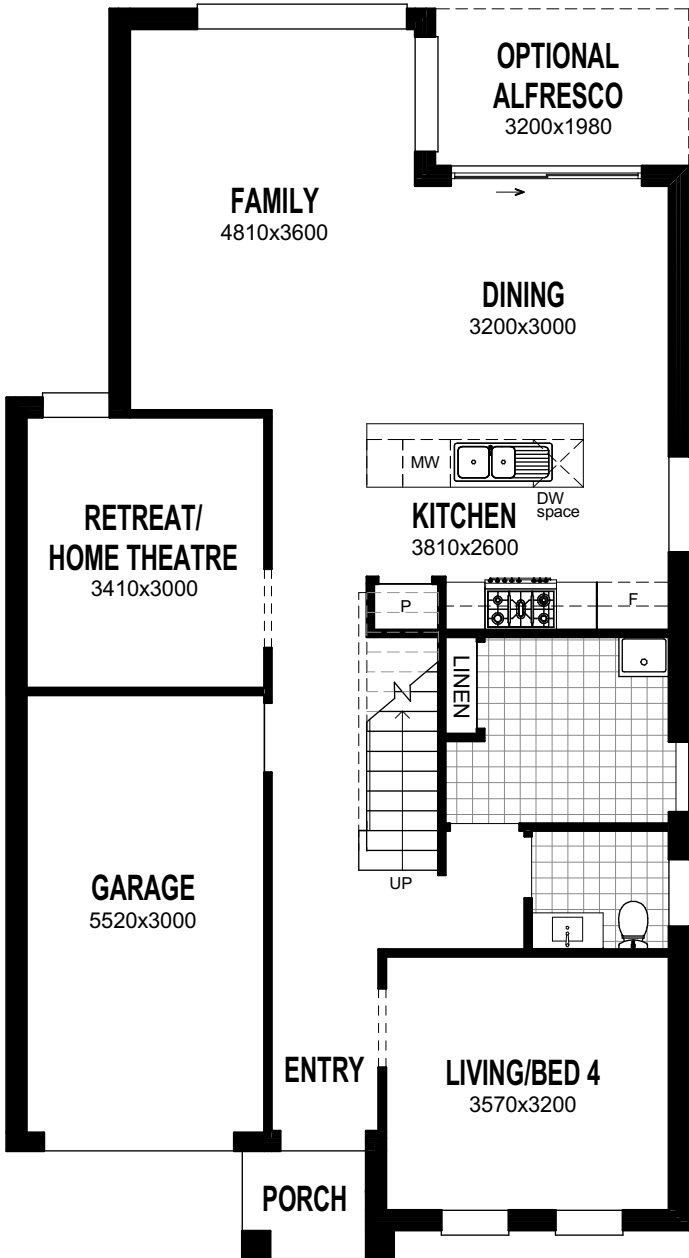 OPTIONAL
ALFRESCO
3200x1980
FAMILY
4810x3600
DINING
3200x3000
MW
DW
space
KITCHEN
3810x2600
RETREAT/
HOME THEATRE
3410x3000
P
F
LINEN
UP
GARAGE
5520x3000
ENTRY
LIVING/BED 4
3570x3200
PORCH